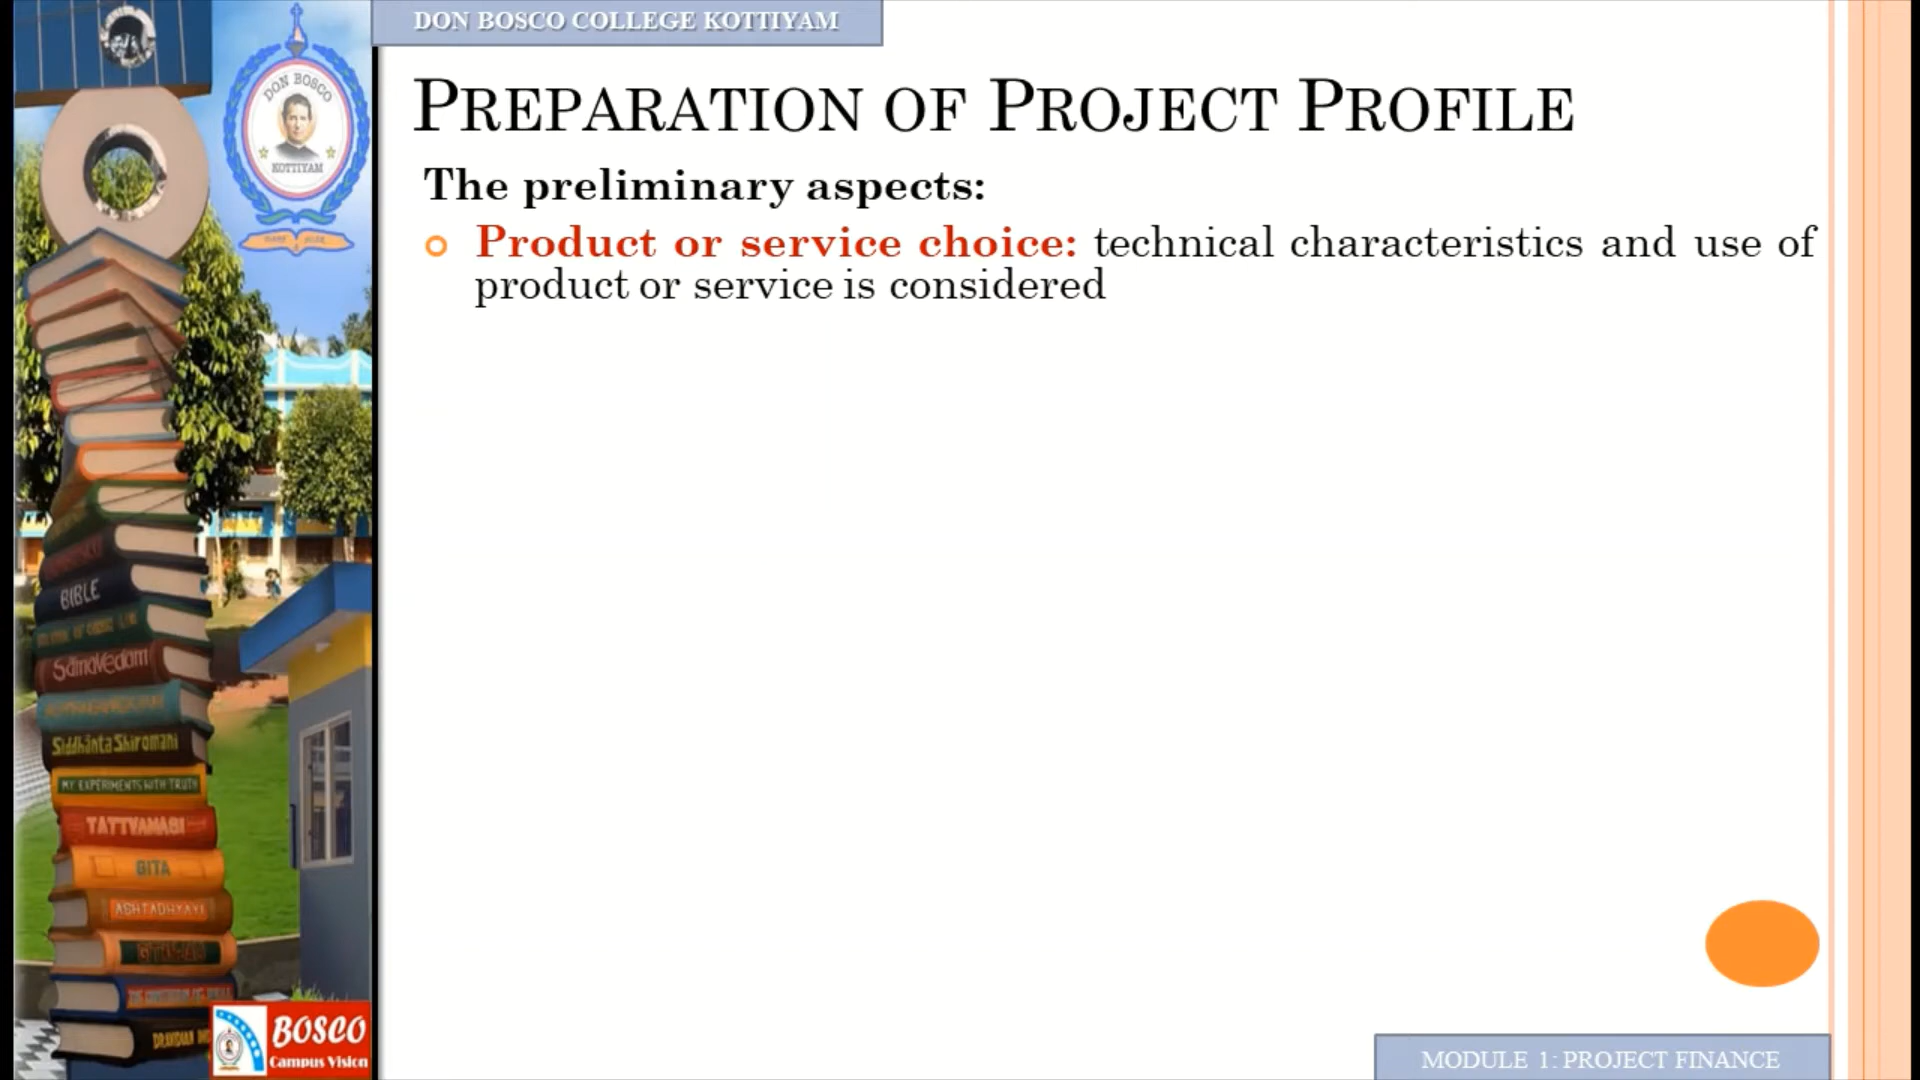 DON BOSCO COLLEGE KOTTIYAM
PREPARATION OF PROJECT PROFILE
The preliminary aspects:
Product or service choice: technical characteristics and use of
product or service is considered
DON BOSCO
KOTTIYAM
BIBLE
SamaVedam
Siddhanta Shiromani
MY EXPERIMENTS WITH TRUTH
TATTVAMASI
GITA
ASHTADHYAYI
BOSCO
Campus Vision
MODULE 1: PROJECT FINANCE